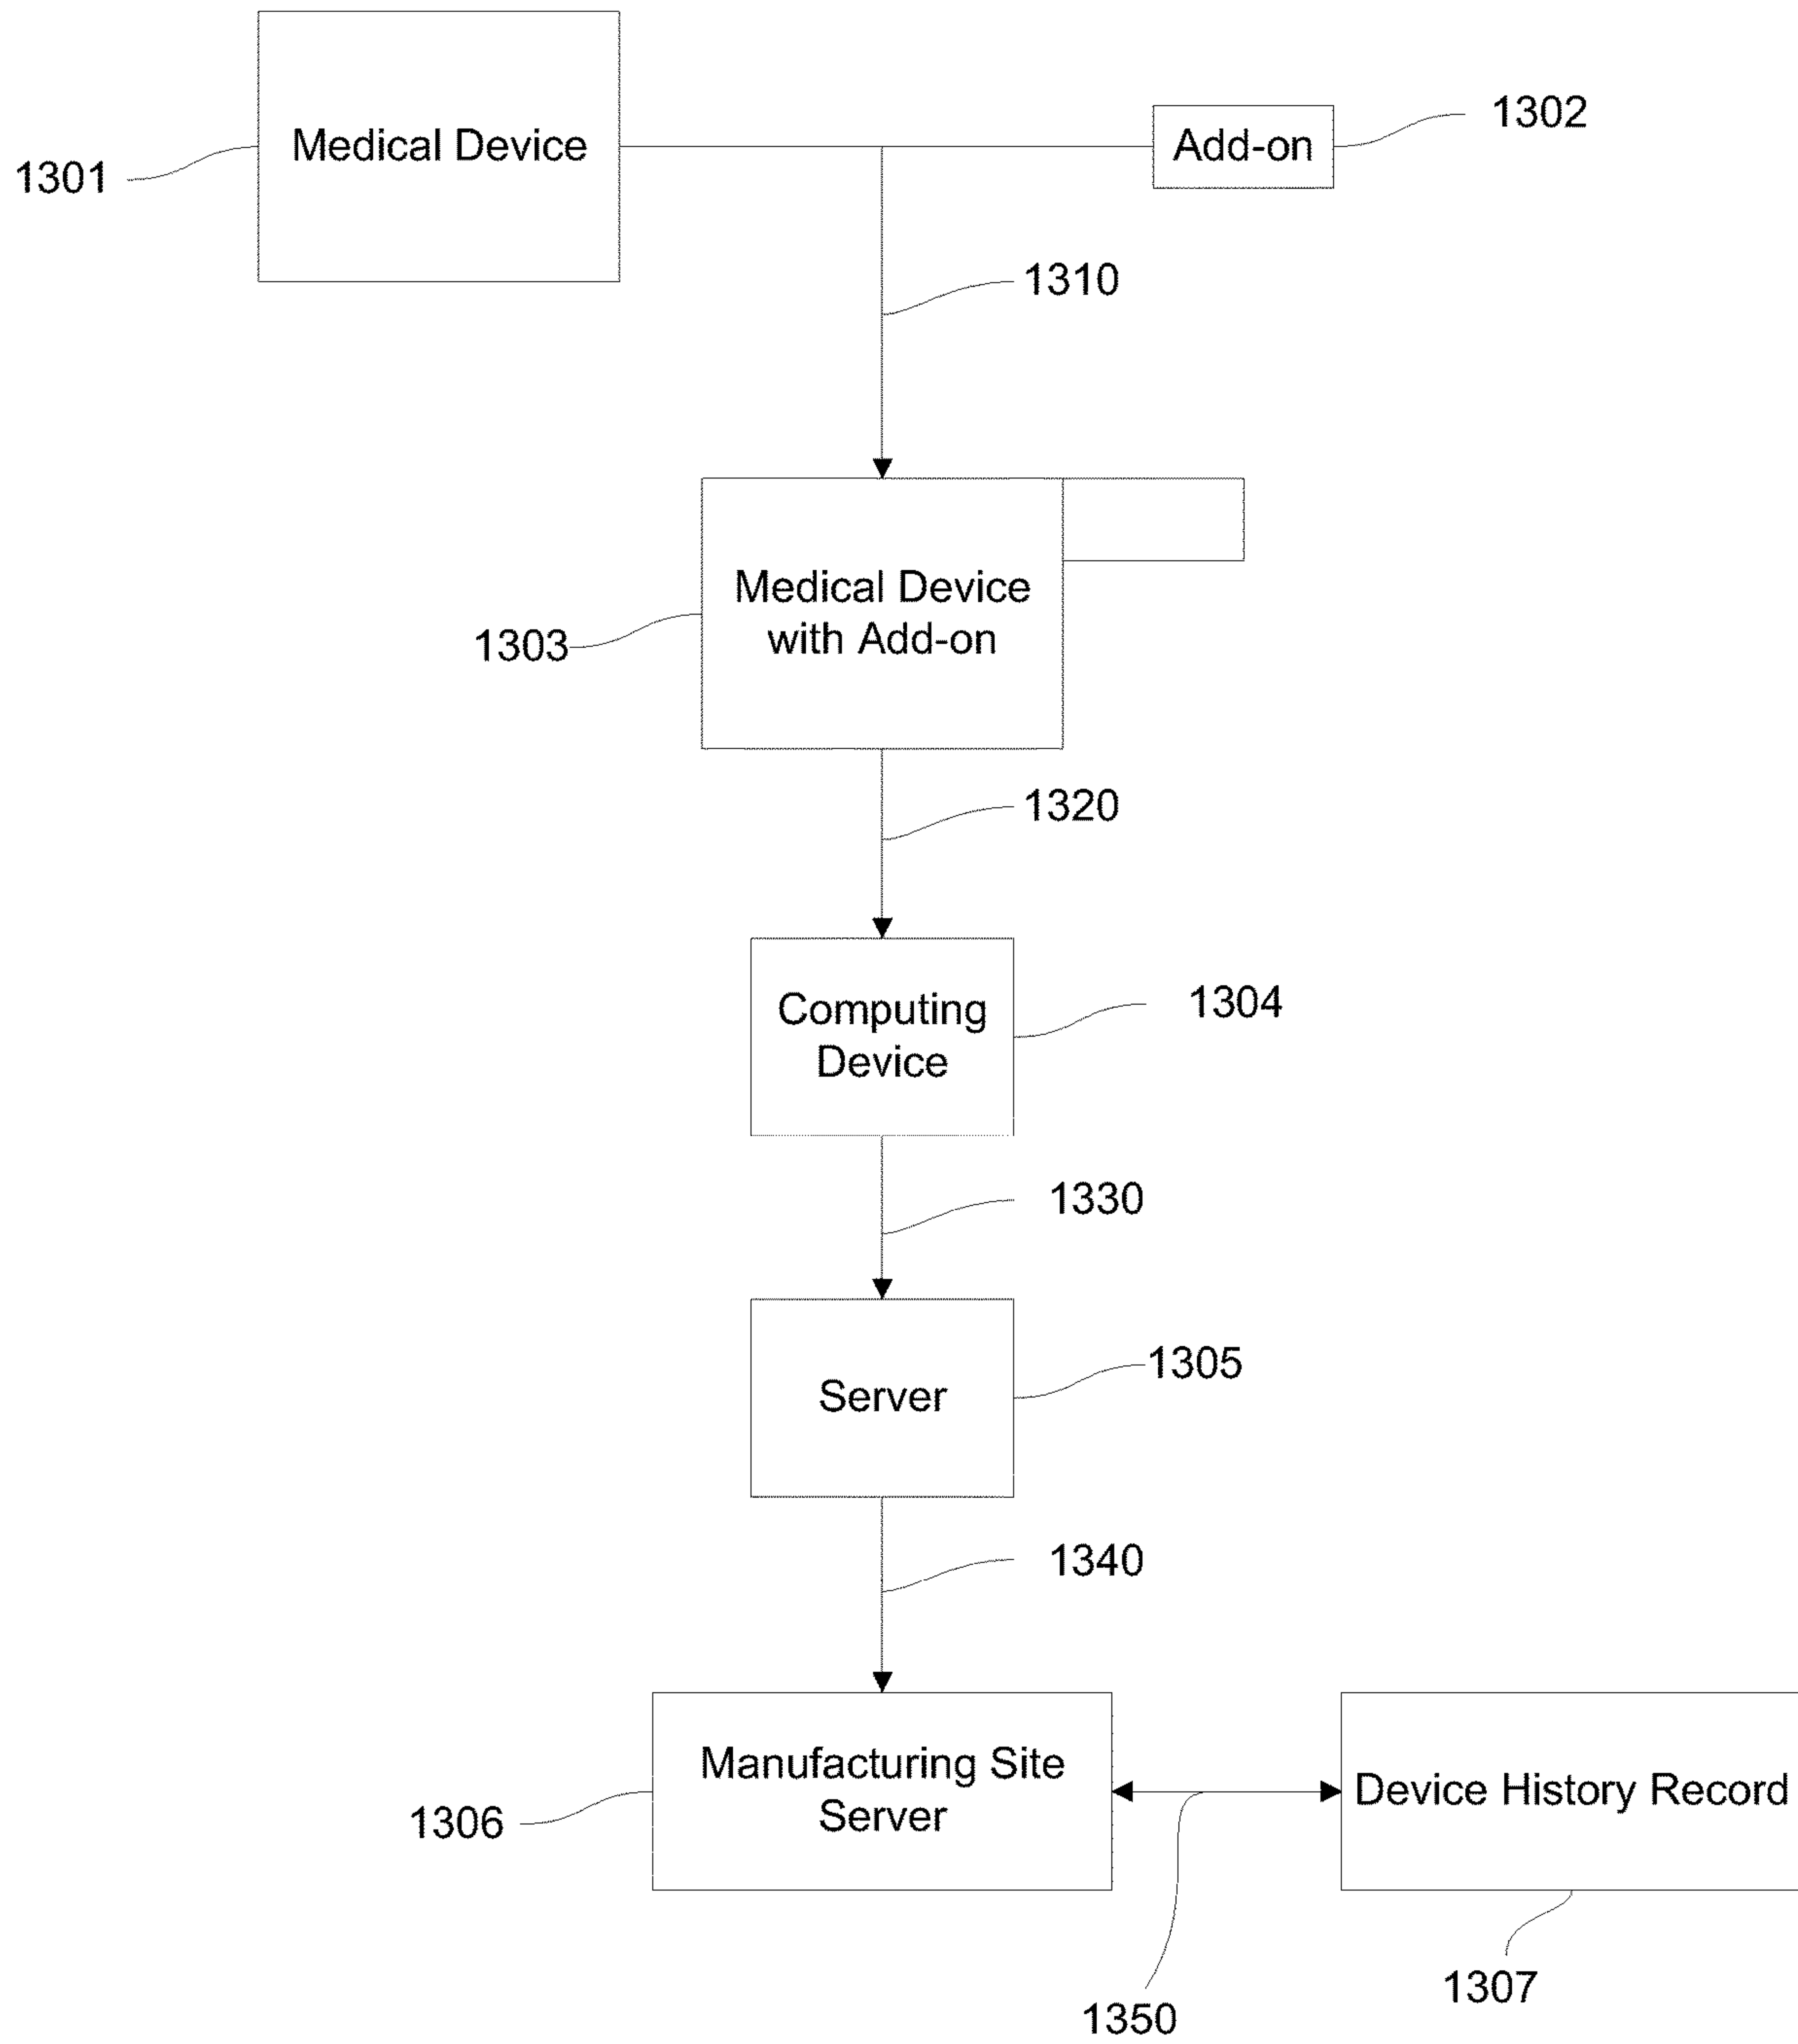 1302
Medical Device
Add-on
1301
1310
Medical Device
with Add-on
1303
1320
Computing
Device
1304
1330
Server
1305
1340
Manufacturing Site
Server
Device History Record
1306
1307
1350